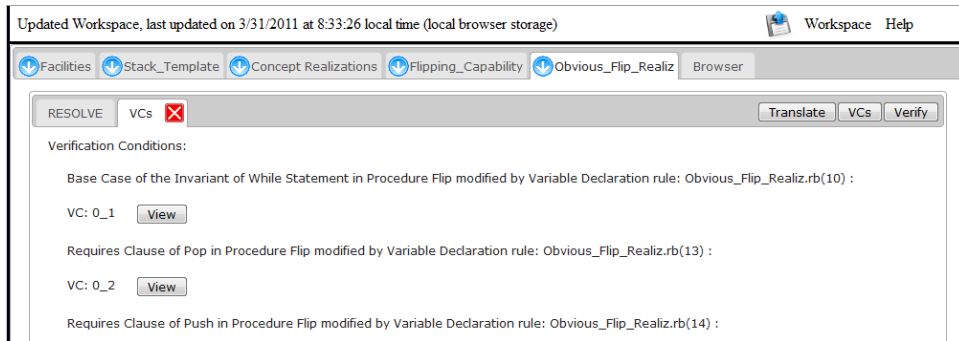 Updated Workspace, last updated on 3/31/2011 at 8:33:26 local time (local browser storage) Workspace Help
Facilities Stack_Template Concept Realizations Flipping_Capability Obvious_Flip_Realiz Browser
RESOLVE VCs Translate VCs Verify
Verification Conditions:
Base Case of the Invariant of While Statement in Procedure Flip modified by Variable Declaration rule: Obvious_Flip_Realiz.rb(10) :
VC: 0_1 View
Requires Clause of Pop in Procedure Flip modified by Variable Declaration rule: Obvious_Flip_Realiz.rb(13) :
VC: 0_2 View
Requires Clause of Push in Procedure Flip modified by Variable Declaration rule: Obvious_Flip_Realiz.rb(14) :